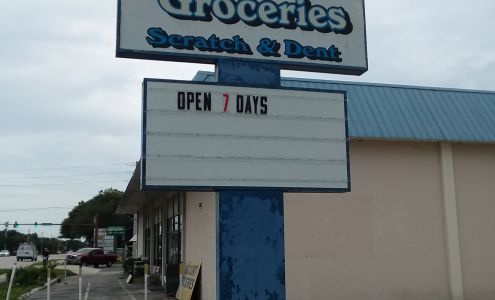 Groceries
Scratch & Dent
OPEN 7 DAYS